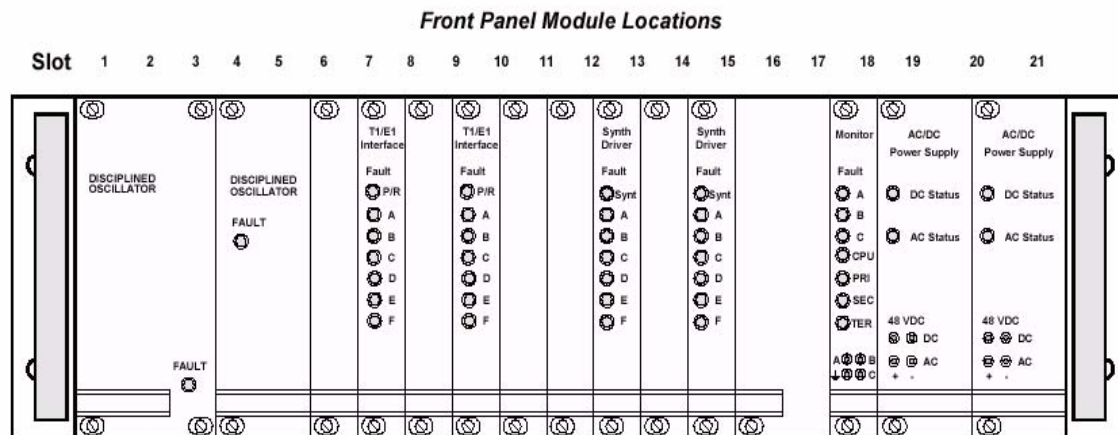 Front Panel Module Locations
Slot 1 2 3 4 5 6 7 8 9 10 11 12 13 14 15 16 17 18 19 20 21
DISCIPLINED
OSCILLATOR
FAULT
DISCIPLINED
OSCILLATOR
FAULT
T1/E1
Interface
Fault
P/R
A
B
C
D
E
F
T1/E1
Interface
Fault
P/R
A
B
C
D
E
F
Synth
Driver
Fault
Synt
A
B
C
D
E
F
Synth
Driver
Fault
Synt
A
B
C
D
E
F
Monitor
Fault
A
B
C
CPU
PRI
SEC
TER
A B
C
AC/DC
Power Supply
DC Status
AC Status
48 VDC
DC
AC
+ -
AC/DC
Power Supply
DC Status
AC Status
48 VDC
DC
AC
+ -